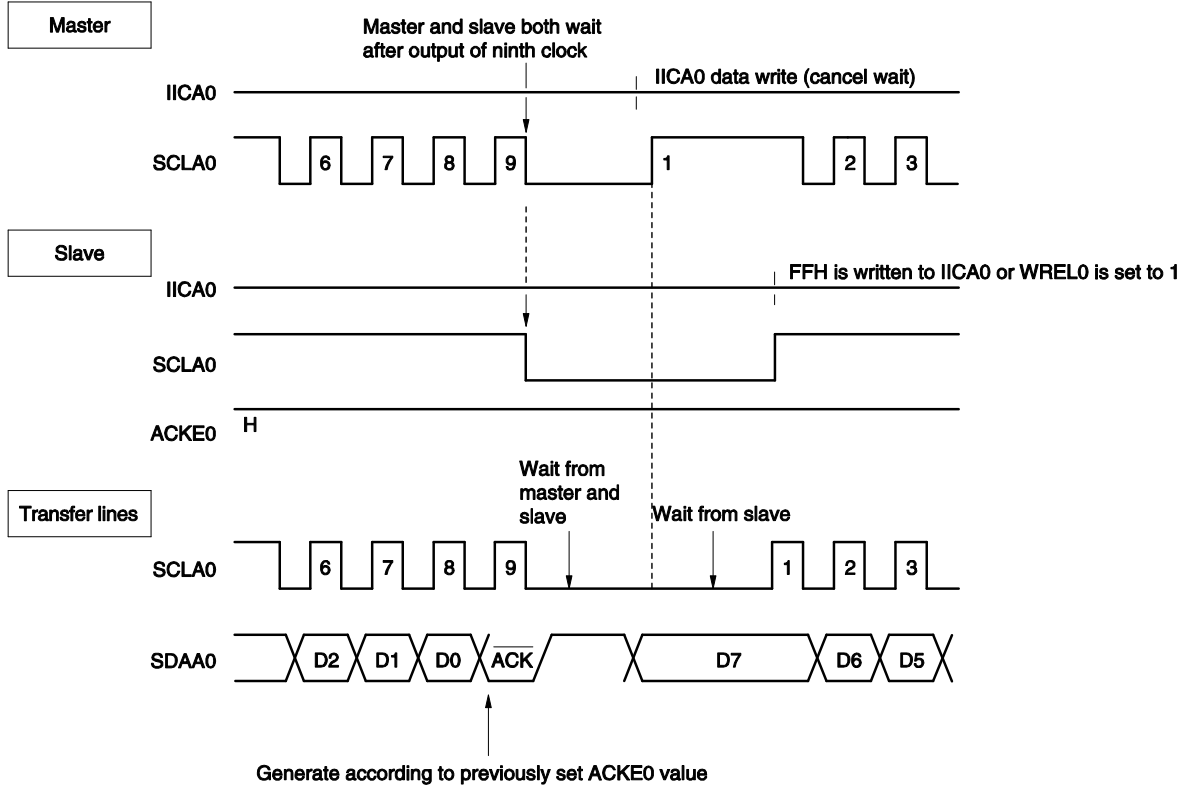 Master
Master and slave both wait
after output of ninth clock
IICA0 data write (cancel wait)
IICA0
SCLA0 6 7 8 9 1 2 3
Slave
FFH is written to IICA0 or WREL0 is set to 1
IICA0
SCLA0
ACKE0 H
Wait from
master and
slave
Wait from slave
Transfer lines
SCLA0 6 7 8 9 1 2 3
SDAA0 D2 D1 D0 ACK D7 D6 D5
Generate according to previously set ACKE0 value